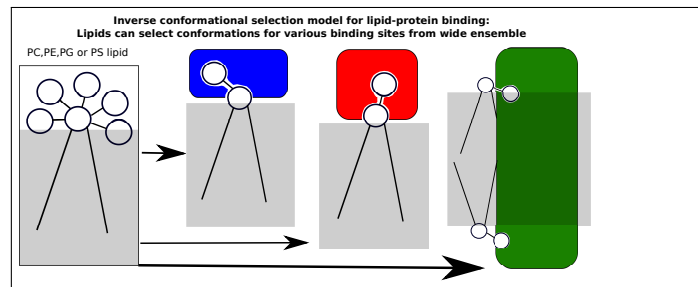 Inverse conformational selection model for lipid-protein binding:
Lipids can select conformations for various binding sites from wide ensemble
PC,PE,PG or PS lipid